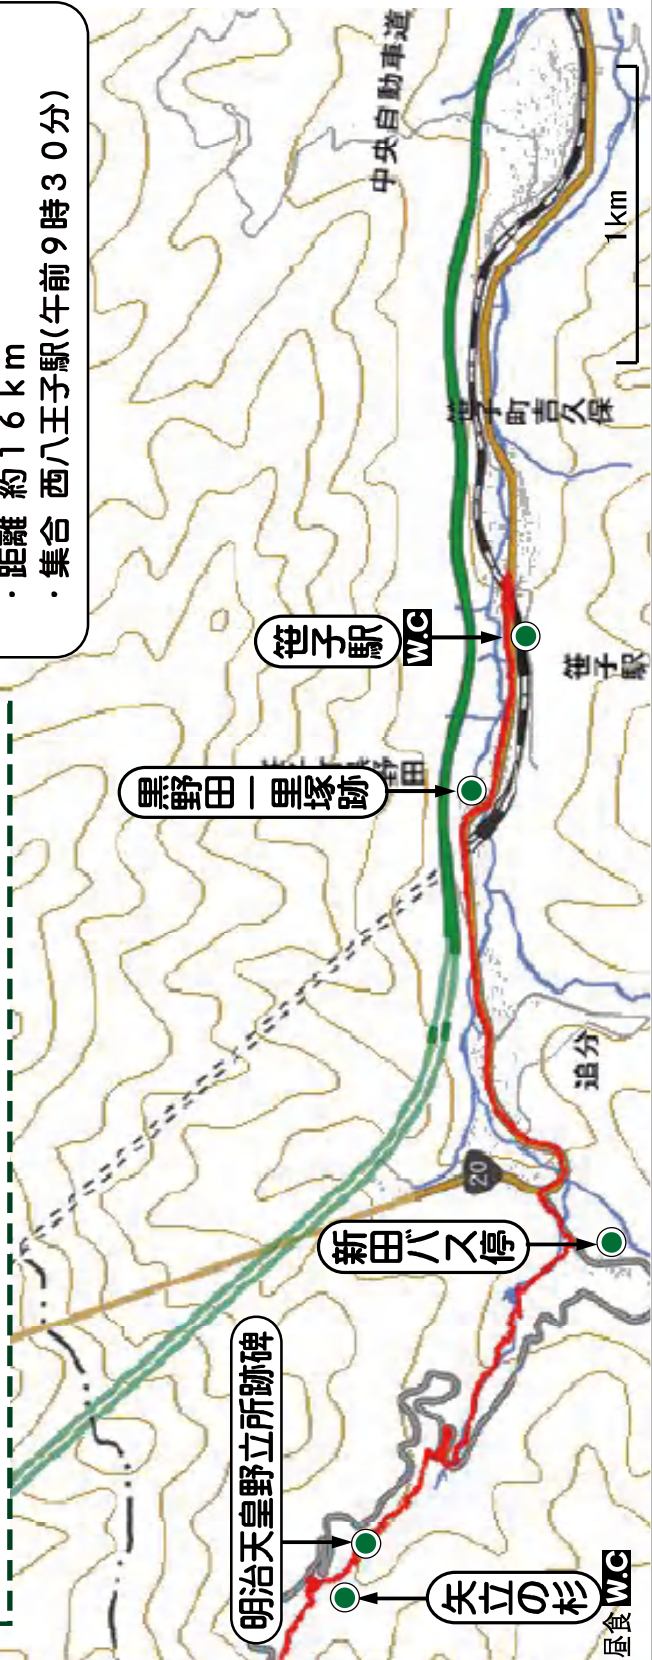 ・距離 約16km
・集合 西八王子駅(午前9時30分)
中央自動車道
1km
笹子町吉久保
笹子駅
W.C
笹子駅
黒野田一里塚跡
追分
20
新田バス停
明治天皇野立所跡碑
矢立の杉
昼食 W.C